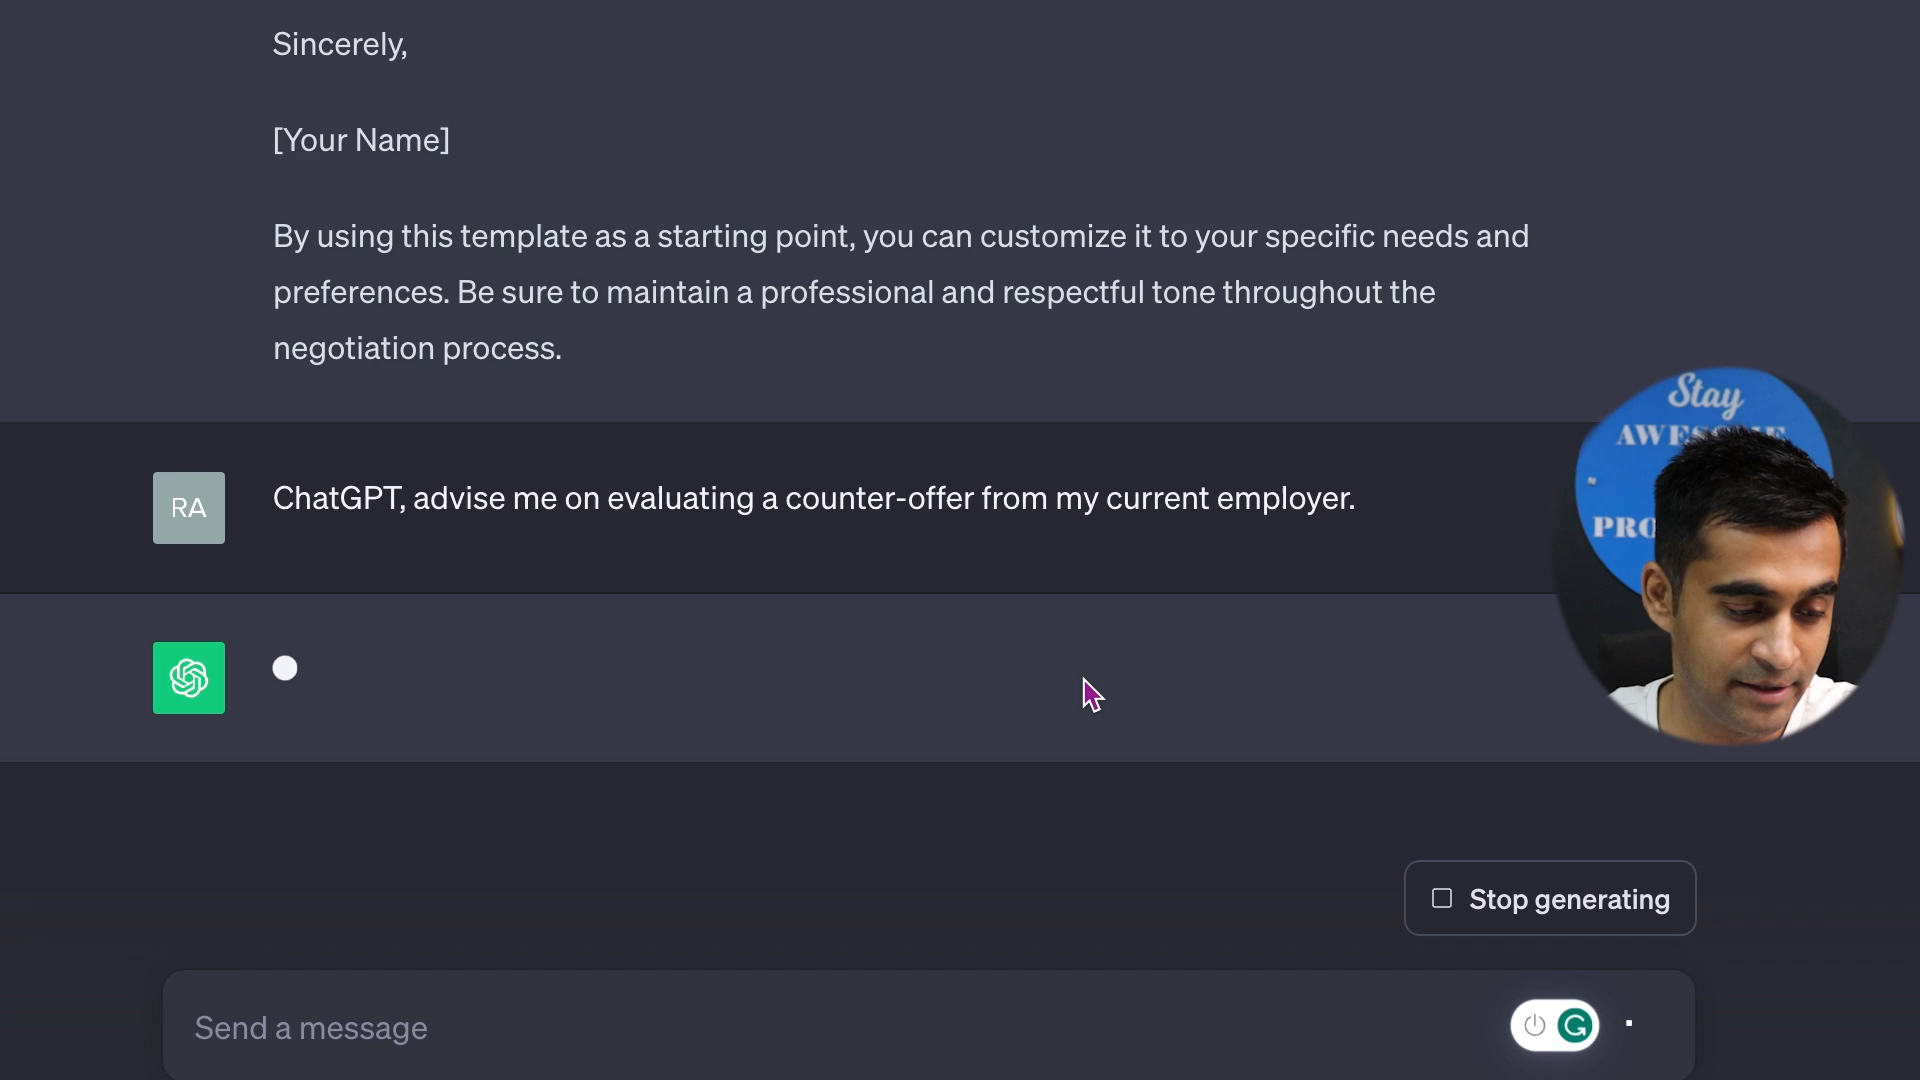 Sincerely,
[Your Name]
By using this template as a starting point, you can customize it to your specific needs and
preferences. Be sure to maintain a professional and respectful tone throughout the
negotiation process.
Stay
RA
ChatGPT, advise me on evaluating a counter-offer from my current employer.
Stop generating
Send a message